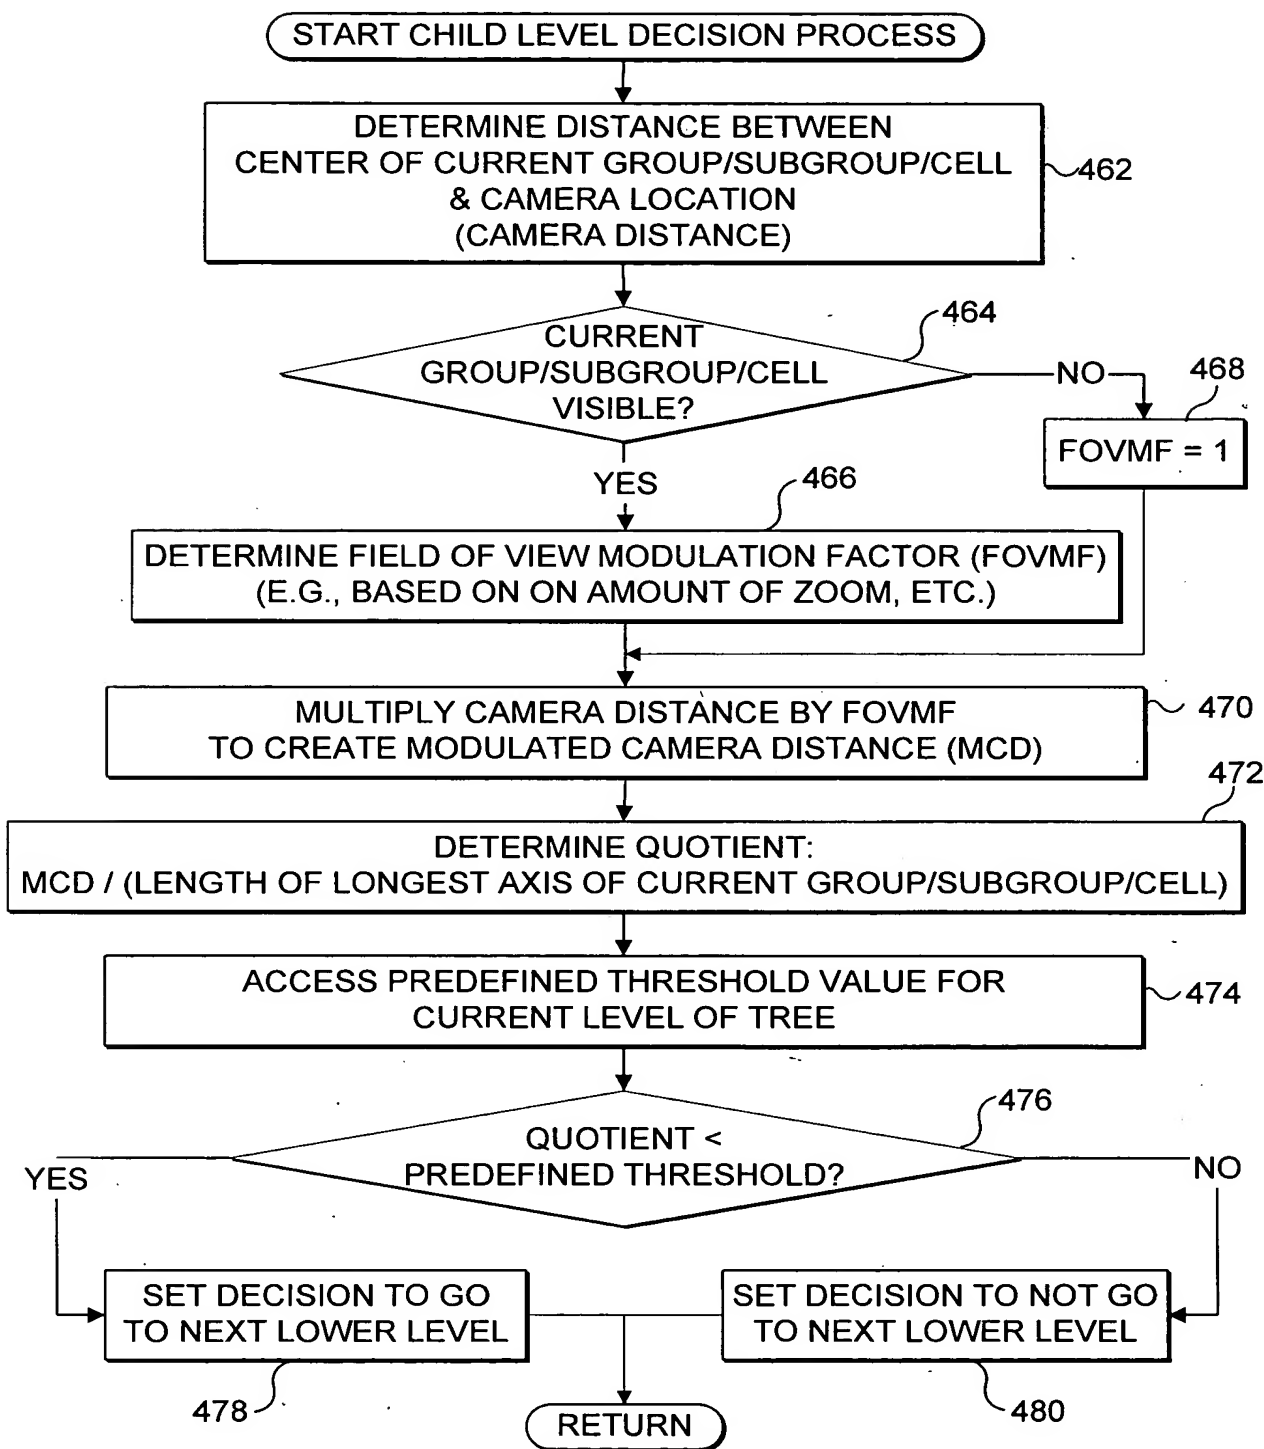 START CHILD LEVEL DECISION PROCESS
DETERMINE DISTANCE BETWEEN
CENTER OF CURRENT GROUP/SUBGROUP/CELL
& CAMERA LOCATION
(CAMERA DISTANCE)
462
CURRENT
GROUP/SUBGROUP/CELL
VISIBLE?
464
NO
468
FOVMF = 1
YES
466
DETERMINE FIELD OF VIEW MODULATION FACTOR (FOVMF)
(E.G., BASED ON ON AMOUNT OF ZOOM, ETC.)
MULTIPLY CAMERA DISTANCE BY FOVMF
TO CREATE MODULATED CAMERA DISTANCE (MCD)
470
472
DETERMINE QUOTIENT:
MCD / (LENGTH OF LONGEST AXIS OF CURRENT GROUP/SUBGROUP/CELL)
ACCESS PREDEFINED THRESHOLD VALUE FOR
CURRENT LEVEL OF TREE
474
476
QUOTIENT <
PREDEFINED THRESHOLD?
YES
NO
SET DECISION TO GO
TO NEXT LOWER LEVEL
478
SET DECISION TO NOT GO
TO NEXT LOWER LEVEL
480
RETURN